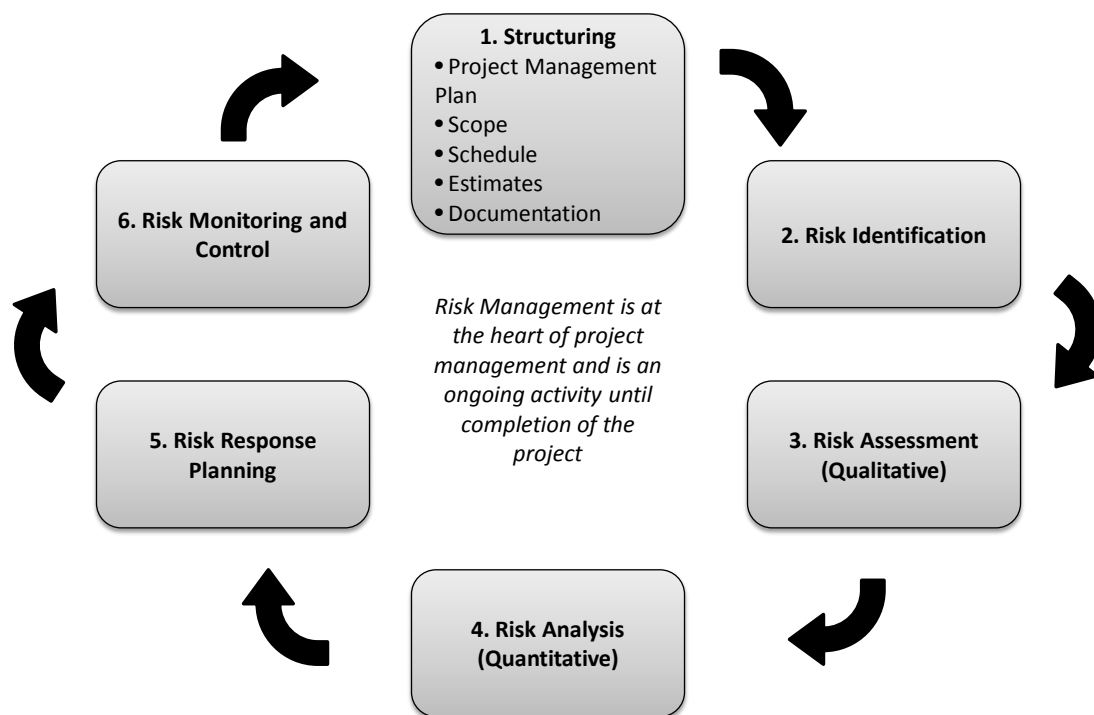 1. Structuring
• Project Management
Plan
• Scope
• Schedule
• Estimates
• Documentation
2. Risk Identification
3. Risk Assessment
(Qualitative)
4. Risk Analysis
(Quantitative)
5. Risk Response
Planning
6. Risk Monitoring and
Control
Risk Management is at
the heart of project
management and is an
ongoing activity until
completion of the
project